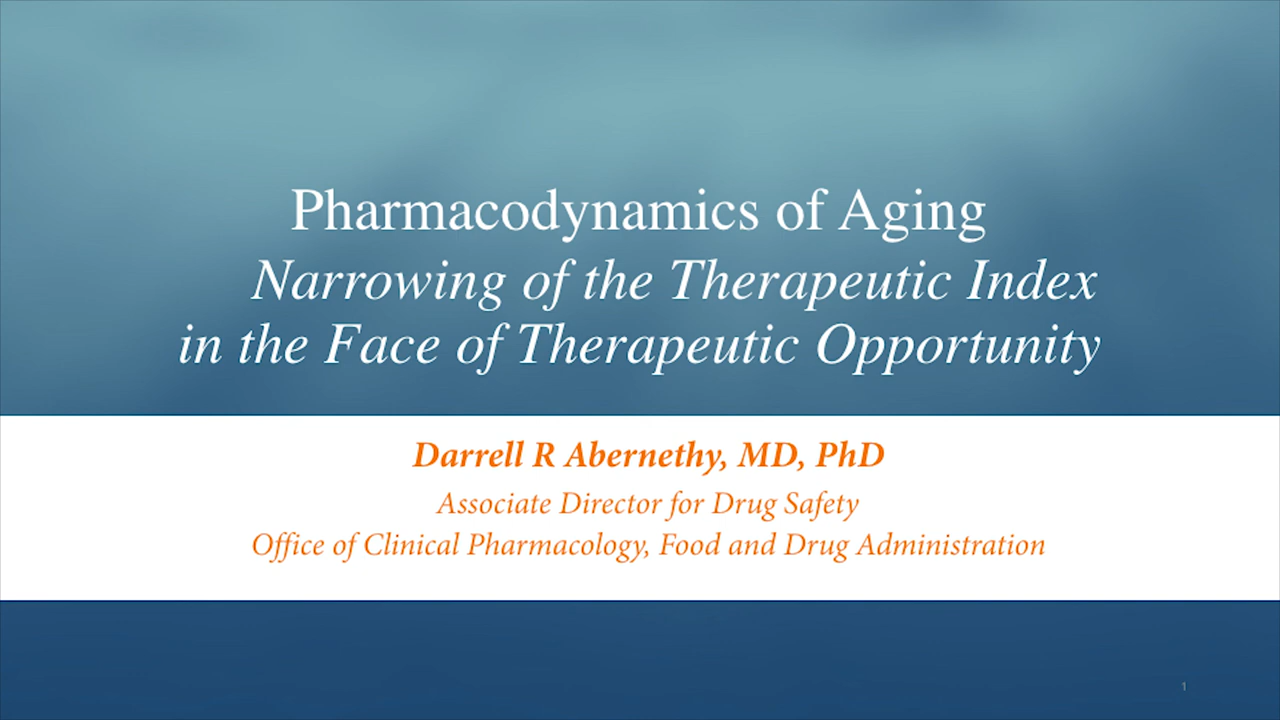 Pharmacodynamics of Aging
Narrowing of the Therapeutic Index
in the Face of Therapeutic Opportunity
Darrell R Abernethy, MD, PhD
Associate Director for Drug Safety
Office of Clinical Pharmacology, Food and Drug Administration
1